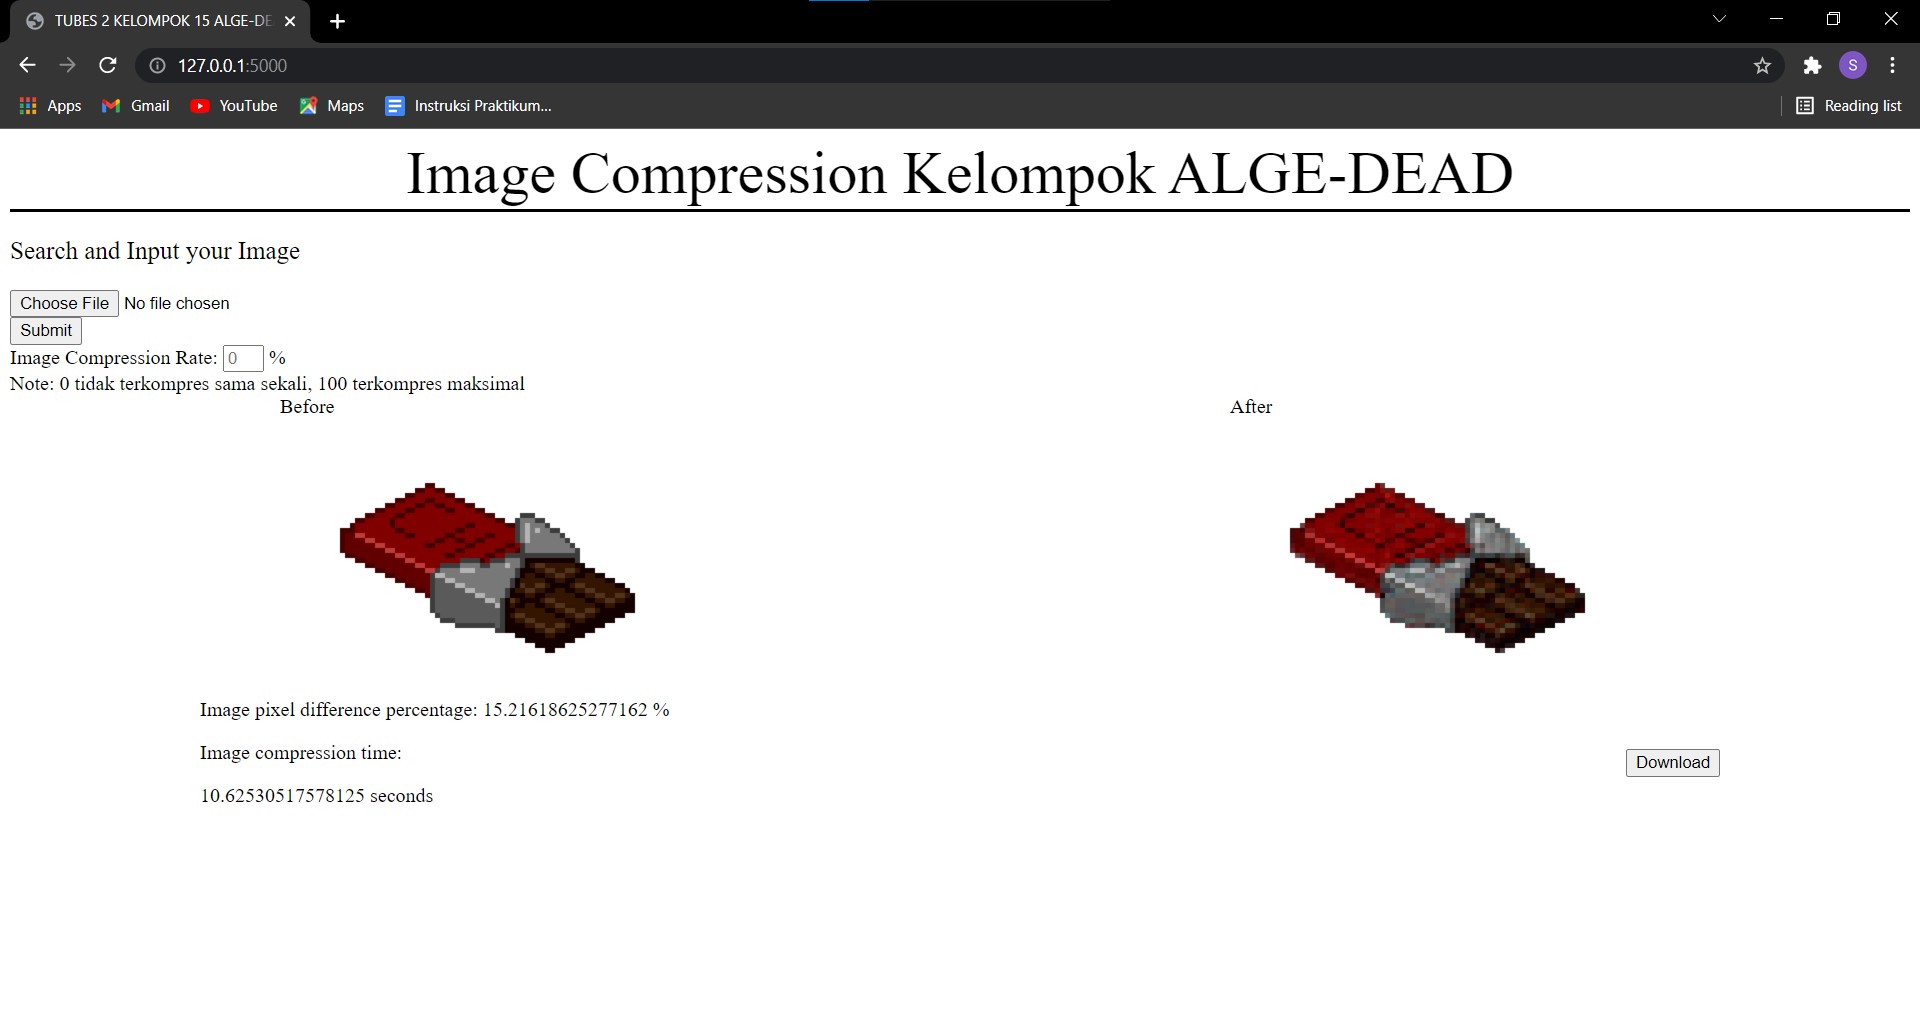 TUBES 2 KELOMPOK 15 ALGE-DE
127.0.0.1:5000
S
Apps Gmail YouTube Maps Instruksi Praktikum... Reading list
Image Compression Kelompok ALGE-DEAD
Search and Input your Image
Choose File No file chosen
Submit
Image Compression Rate: 0 %
Note: 0 tidak terkompres sama sekali, 100 terkompres maksimal
Before After
Image pixel difference percentage: 15.21618625277162 %
Image compression time:
Download
10.62530517578125 seconds